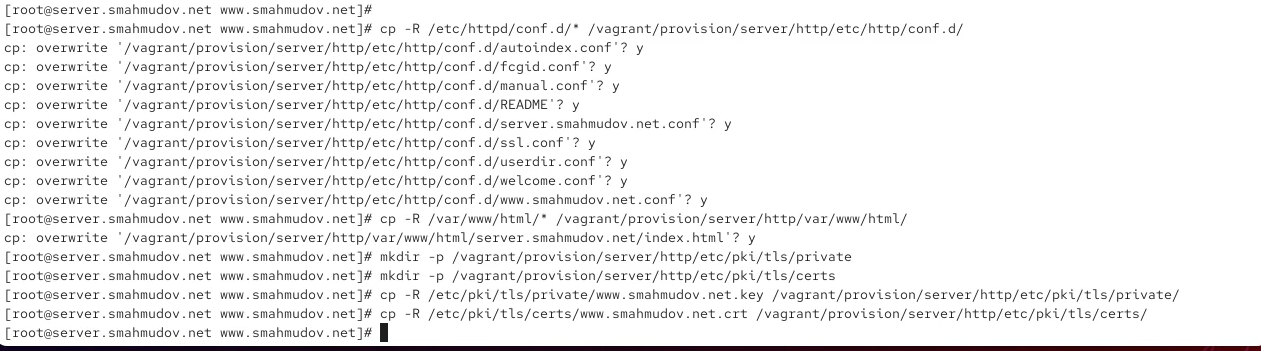 [root@server.smahmudov.net www.smahmudov.net]#
[root@server.smahmudov.net www.smahmudov.net]# cp -R /etc/httpd/conf.d/* /vagrant/provision/server/http/etc/http/conf.d/
cp: overwrite '/vagrant/provision/server/http/etc/http/conf.d/autoindex.conf'? y
cp: overwrite '/vagrant/provision/server/http/etc/http/conf.d/fcgid.conf'? y
cp: overwrite '/vagrant/provision/server/http/etc/http/conf.d/manual.conf'? y
cp: overwrite '/vagrant/provision/server/http/etc/http/conf.d/README'? y
cp: overwrite '/vagrant/provision/server/http/etc/http/conf.d/server.smahmudov.net.conf'? y
cp: overwrite '/vagrant/provision/server/http/etc/http/conf.d/ssl.conf'? y
cp: overwrite '/vagrant/provision/server/http/etc/http/conf.d/userdir.conf'? y
cp: overwrite '/vagrant/provision/server/http/etc/http/conf.d/welcome.conf'? y
cp: overwrite '/vagrant/provision/server/http/etc/http/conf.d/www.smahmudov.net.conf'? y
[root@server.smahmudov.net www.smahmudov.net]# cp -R /var/www/html/* /vagrant/provision/server/http/var/www/html/
cp: overwrite '/vagrant/provision/server/http/var/www/html/server.smahmudov.net/index.html'? y
[root@server.smahmudov.net www.smahmudov.net]# mkdir -p /vagrant/provision/server/http/etc/pki/tls/private
[root@server.smahmudov.net www.smahmudov.net]# mkdir -p /vagrant/provision/server/http/etc/pki/tls/certs
[root@server.smahmudov.net www.smahmudov.net]# cp -R /etc/pki/tls/private/www.smahmudov.net.key /vagrant/provision/server/http/etc/pki/tls/private/
[root@server.smahmudov.net www.smahmudov.net]# cp -R /etc/pki/tls/certs/www.smahmudov.net.crt /vagrant/provision/server/http/etc/pki/tls/certs/
[root@server.smahmudov.net www.smahmudov.net]#